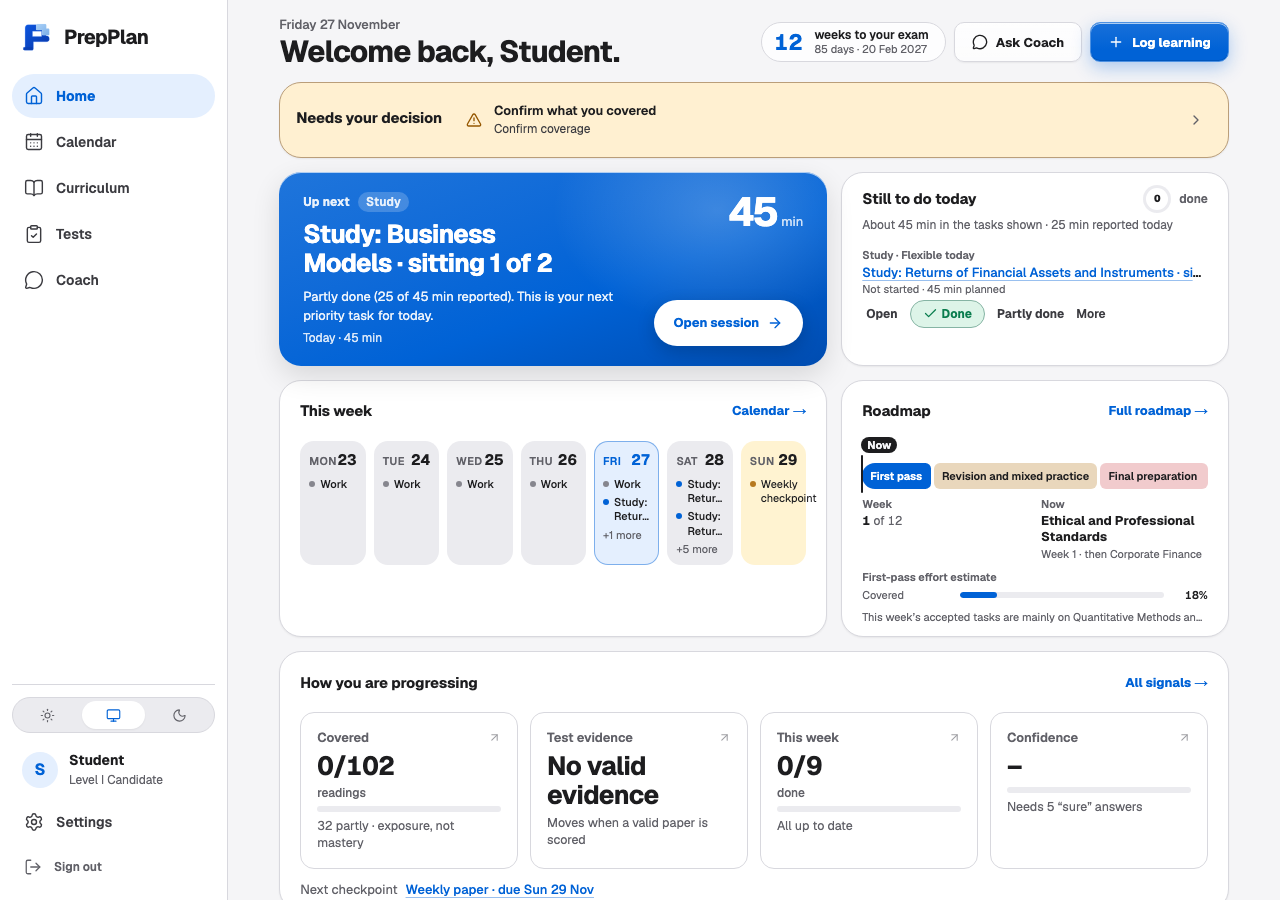 PrepPlan
Home
Calendar
Curriculum
Tests
Coach
S
Student
Level I Candidate
Settings
Sign out
Friday 27 November
Welcome back, Student.
12
weeks to your exam
85 days · 20 Feb 2027
Ask Coach
Log learning
Needs your decision
Confirm what you covered
Confirm coverage
Up next
Study
45 min
Study: Business
Models · sitting 1 of 2
Partly done (25 of 45 min reported). This is your next
priority task for today.
Today · 45 min
Open session
Still to do today
0
done
About 45 min in the tasks shown · 25 min reported today
Study · Flexible today
Study: Returns of Financial Assets and Instruments · si...
Not started · 45 min planned
Open
Done
Partly done
More
This week
Calendar →
MON 23
Work
TUE 24
Work
WED 25
Work
THU 26
Work
FRI 27
Work
Study:
Retur...
+1 more
SAT 28
Study:
Retur...
Study:
Retur...
+5 more
SUN 29
Weekly
checkpoint
Roadmap
Full roadmap →
Now
First pass
Revision and mixed practice
Final preparation
Week
1 of 12
Now
Ethical and Professional
Standards
Week 1 · then Corporate Finance
First-pass effort estimate
Covered
18%
This week's accepted tasks are mainly on Quantitative Methods an...
How you are progressing
All signals →
Covered
0/102
readings
32 partly · exposure, not
mastery
Test evidence
No valid
evidence
Moves when a valid paper is
scored
This week
0/9
done
All up to date
Confidence
–
Needs 5 “sure” answers
Next checkpoint
Weekly paper · due Sun 29 Nov